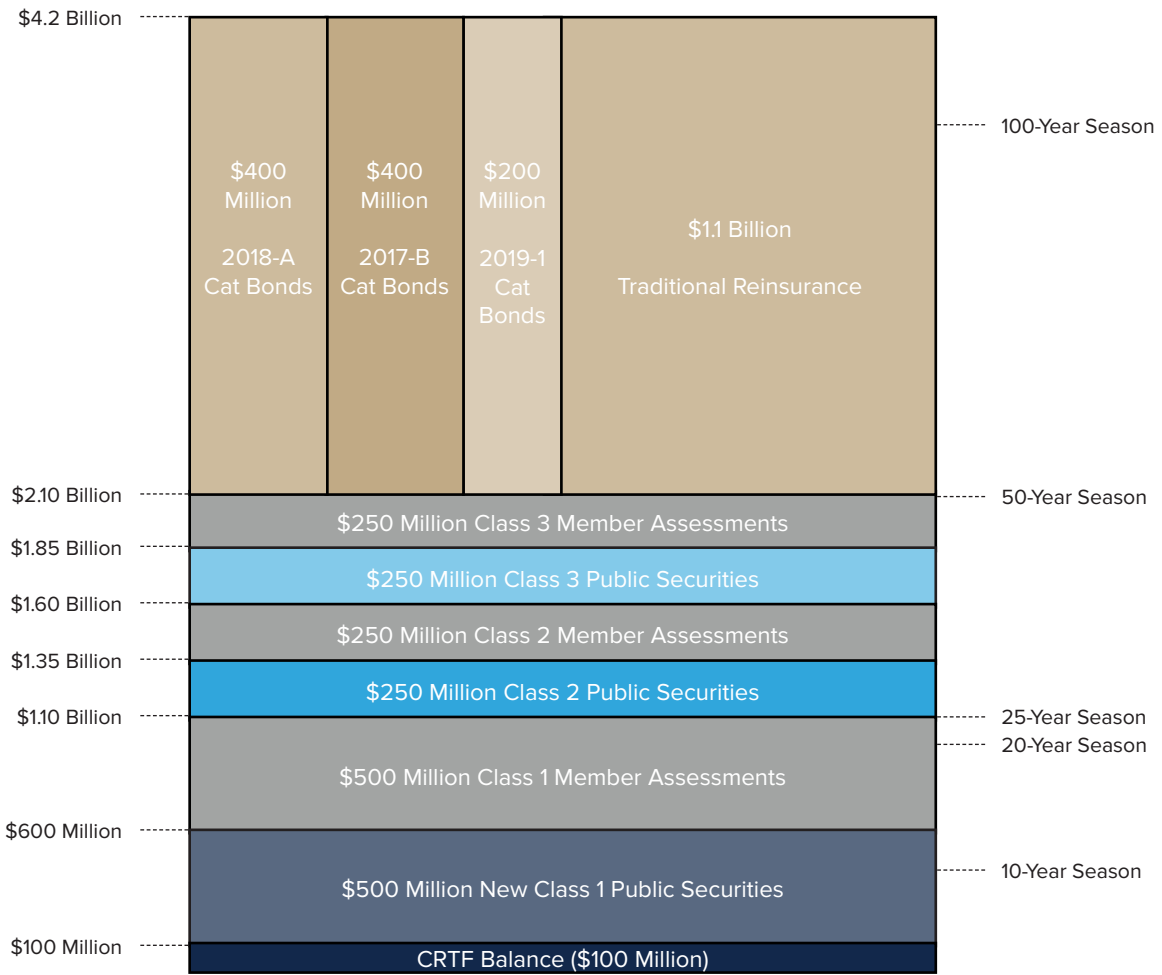 $4.2 Billion
100-Year Season
$400
Million
2018-A
Cat Bonds
$400
Million
2017-B
Cat Bonds
$200
Million
2019-1
Cat
Bonds
$1.1 Billion
Traditional Reinsurance
$2.10 Billion
50-Year Season
$250 Million Class 3 Member Assessments
$1.85 Billion
$250 Million Class 3 Public Securities
$1.60 Billion
$250 Million Class 2 Member Assessments
$1.35 Billion
$250 Million Class 2 Public Securities
$1.10 Billion
25-Year Season
20-Year Season
$500 Million Class 1 Member Assessments
$600 Million
10-Year Season
$500 Million New Class 1 Public Securities
$100 Million
CRTF Balance ($100 Million)